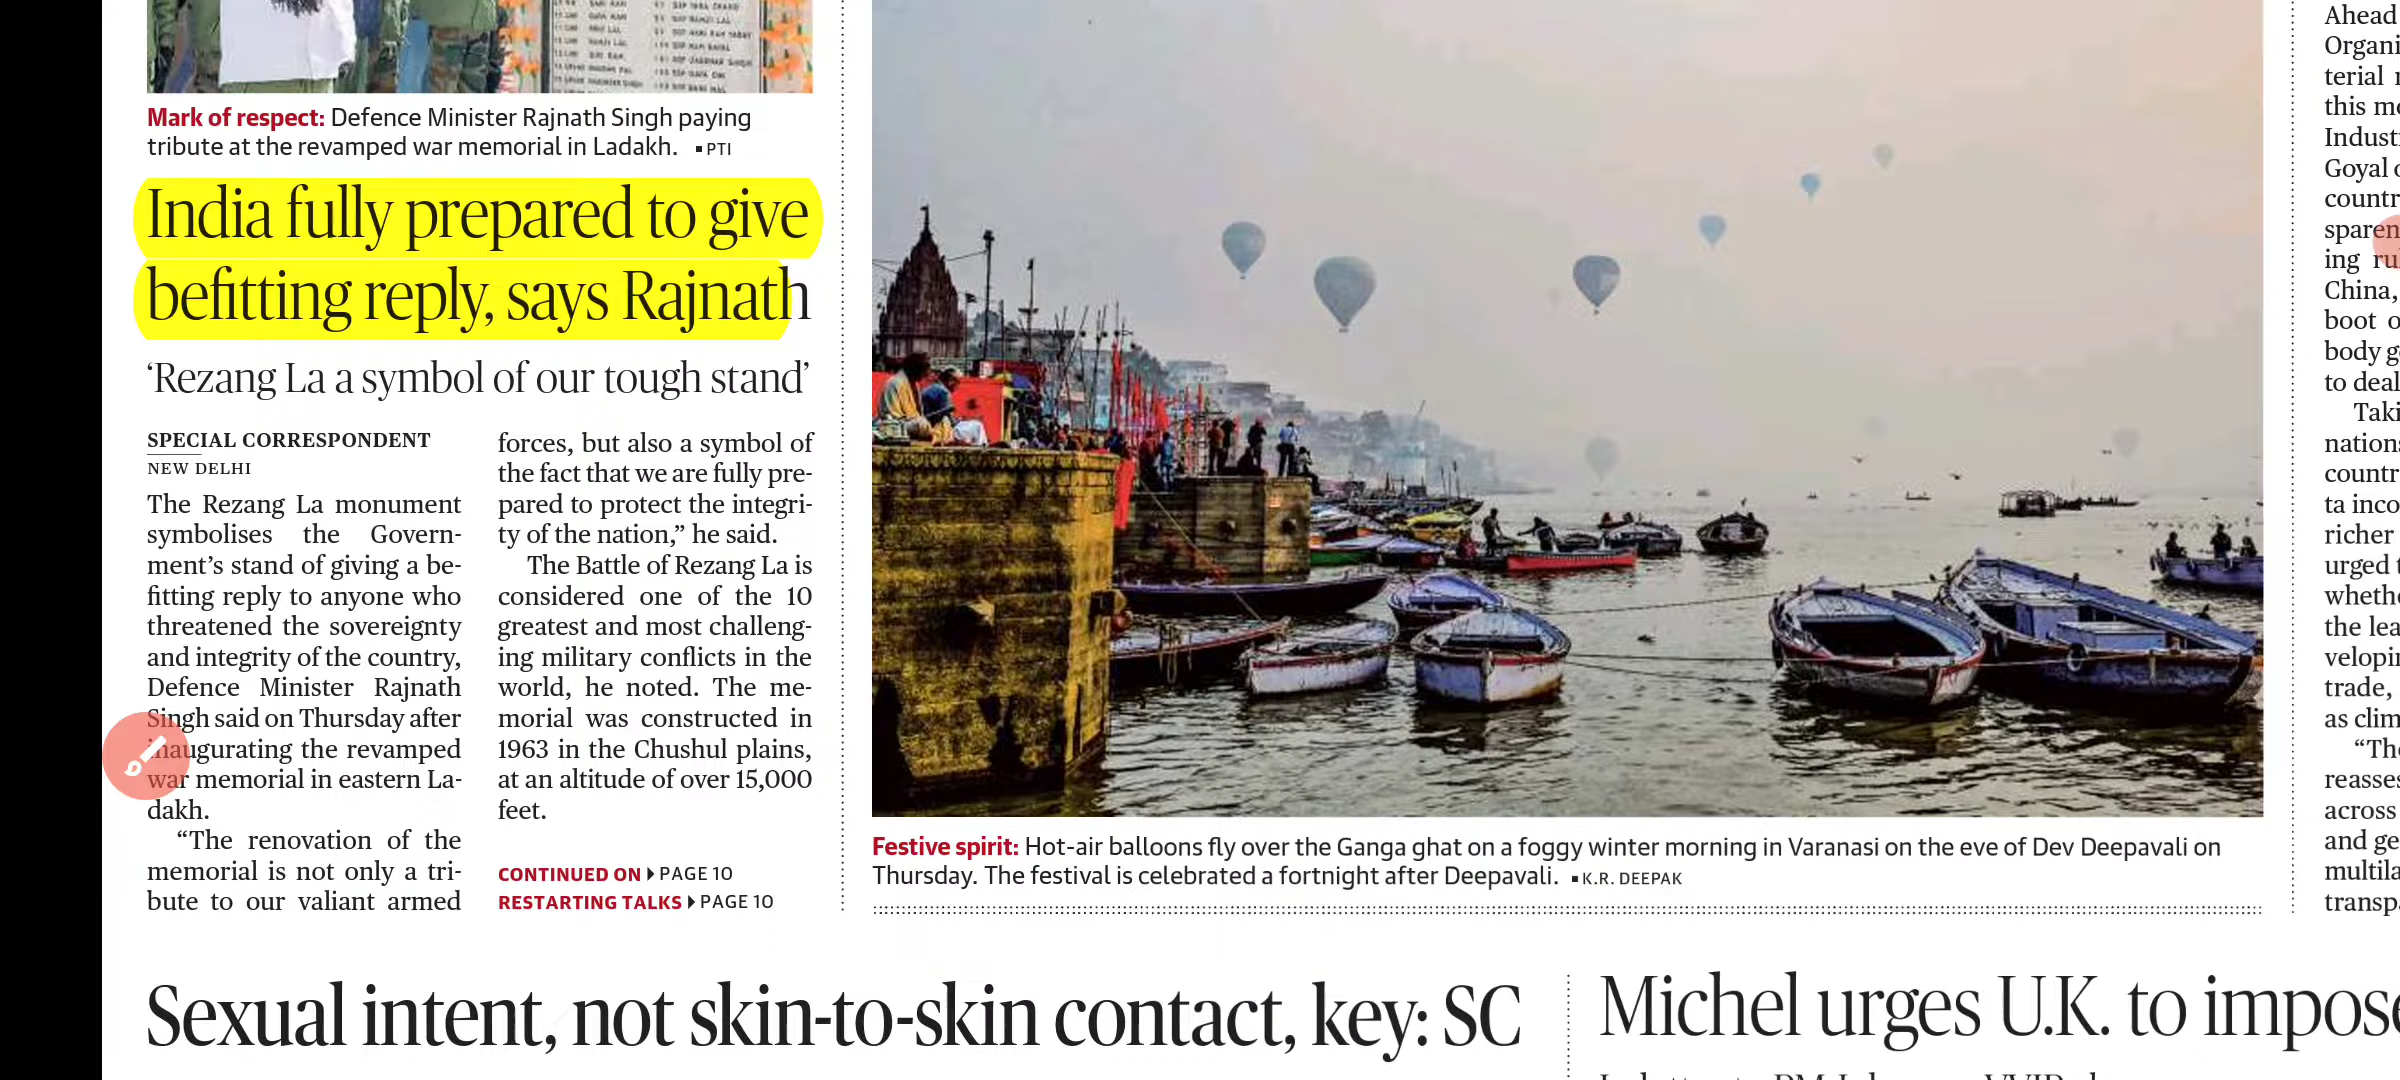 Mark of respect: Defence Minister Rajnath Singh paying
tribute at the revamped war memorial in Ladakh. ▪PTI
India fully prepared to give
befitting reply, says Rajnath
‘Rezang La a symbol of our tough stand’
SPECIAL CORRESPONDENT
NEW DELHI
The Rezang La monument
symbolises the Govern-
ment’s stand of giving a be-
fitting reply to anyone who
threatened the sovereignty
and integrity of the country,
Defence Minister Rajnath
Singh said on Thursday after
inaugurating the revamped
war memorial in eastern La-
dakh.
“The renovation of the
memorial is not only a tri-
bute to our valiant armed
forces, but also a symbol of
the fact that we are fully pre-
pared to protect the integri-
ty of the nation,” he said.
The Battle of Rezang La is
considered one of the 10
greatest and most challeng-
ing military conflicts in the
world, he noted. The me-
morial was constructed in
1963 in the Chushul plains,
at an altitude of over 15,000
feet.
CONTINUED ON ▸ PAGE 10
RESTARTING TALKS ▸ PAGE 10
Festive spirit: Hot-air balloons fly over the Ganga ghat on a foggy winter morning in Varanasi on the eve of Dev Deepavali on
Thursday. The festival is celebrated a fortnight after Deepavali. ▪K.R. DEEPAK
Ahead
Organi
terial
this
Indust
Goyal
countr
sparen
ing
China,
boot
body
to deal
Taki
nations
countr
ta inco
richer
urged
wheth
the lea
velopin
trade,
as clim
“The
reasses
across
and ge
multila
transp
Sexual intent, not skin-to-skin contact, key: SC
Michel urges U.K. to impose